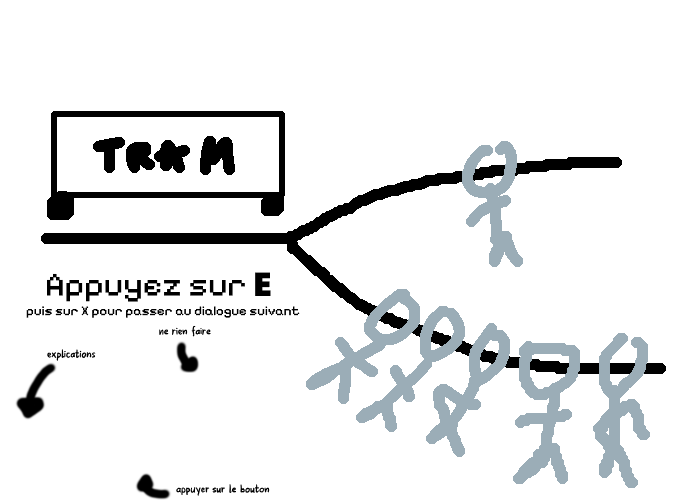 TRAM
Appuyez sur E
puis sur X pour passer au dialogue suivant
ne rien faire
explications
appuyer sur le bouton